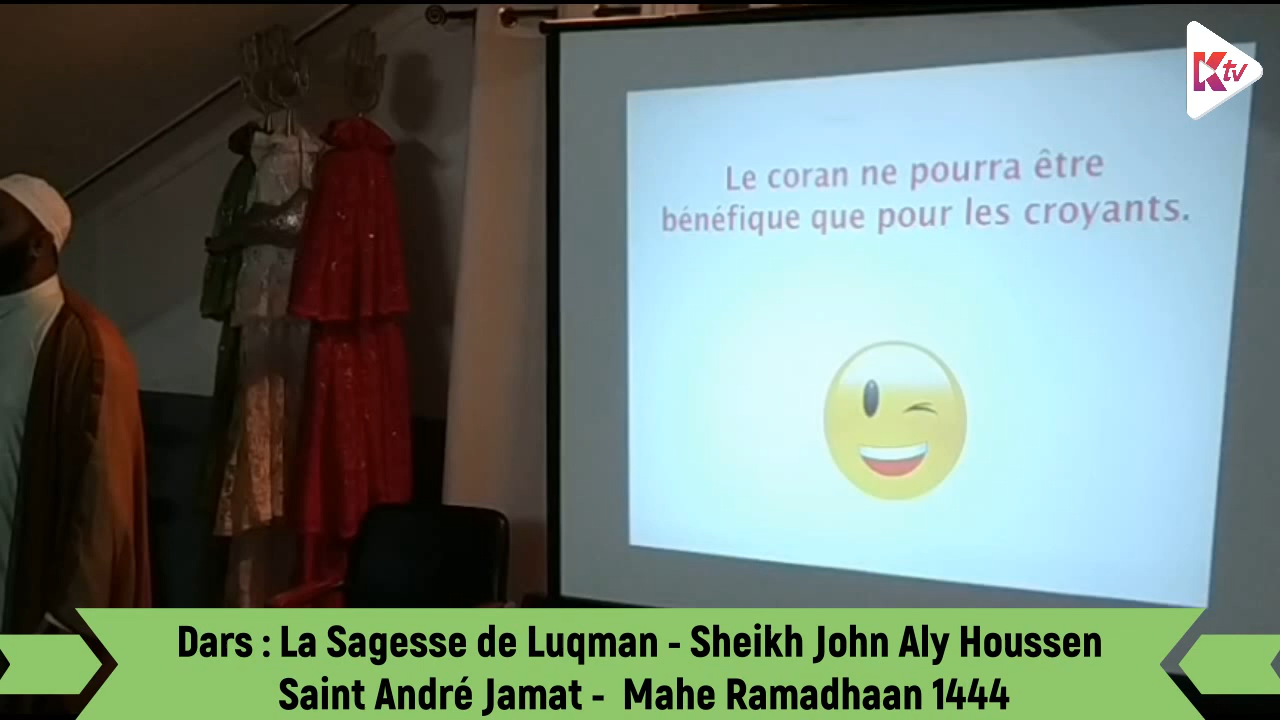 Ktv
Le coran ne pourra être
bénéfique que pour les croyants.
Dars : La Sagesse de Luqman - Sheikh John Aly Houssen
Saint André Jamat - Mahe Ramadhaan 1444